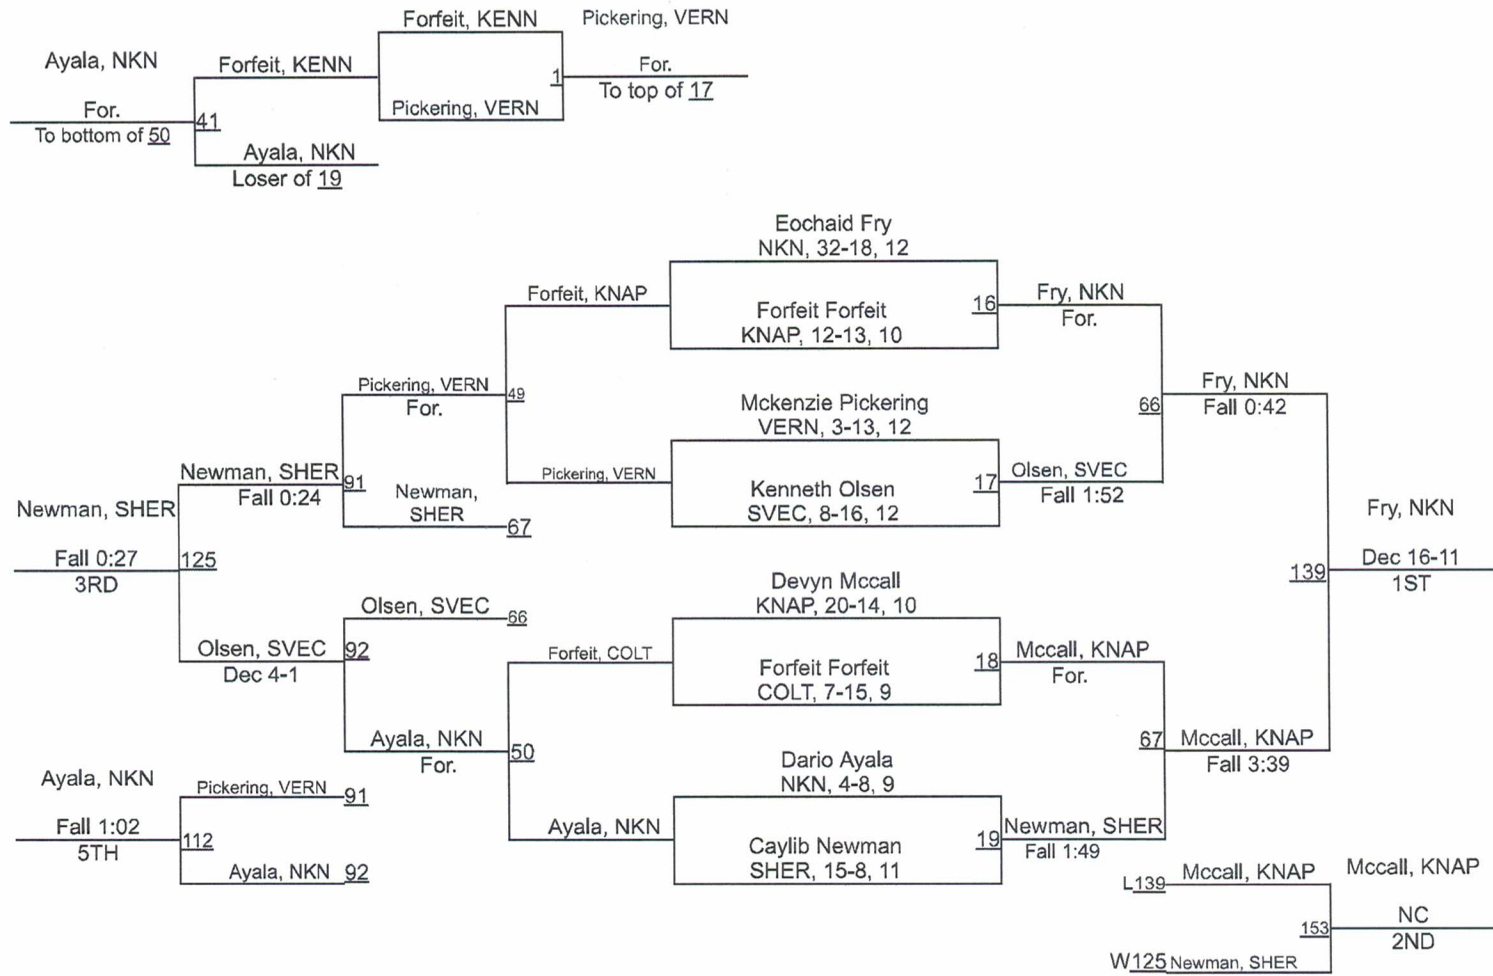 Forfeit, KENN
Pickering, VERN
Ayala, NKN
Forfeit, KENN
1
For.
To top of 17
For.
To bottom of 50
41
Pickering, VERN
Ayala, NKN
Loser of 19
Eochaid Fry
NKN, 32-18, 12
Forfeit, KNAP
Forfeit Forfeit
KNAP, 12-13, 10
16
Fry, NKN
For.
Pickering, VERN
For.
49
Mckenzie Pickering
VERN, 3-13, 12
66
Fry, NKN
Fall 0:42
Newman, SHER
Fall 0:24
91
Newman,
SHER
67
Pickering, VERN
Kenneth Olsen
SVEC, 8-16, 12
17
Olsen, SVEC
Fall 1:52
Newman, SHER
Fall 0:27
3RD
125
Fry, NKN
Dec 16-11
1ST
139
Devyn Mccall
KNAP, 20-14, 10
Olsen, SVEC
66
Olsen, SVEC
Dec 4-1
92
Forfeit, COLT
Forfeit Forfeit
COLT, 7-15, 9
18
Mccall, KNAP
For.
Ayala, NKN
For.
50
Dario Ayala
NKN, 4-8, 9
67
Mccall, KNAP
Fall 3:39
Ayala, NKN
Fall 1:02
5TH
Pickering, VERN
91
112
Ayala, NKN
92
Ayala, NKN
Caylib Newman
SHER, 15-8, 11
19
Newman, SHER
Fall 1:49
L139
Mccall, KNAP
Mccall, KNAP
NC
2ND
153
W125
Newman, SHER